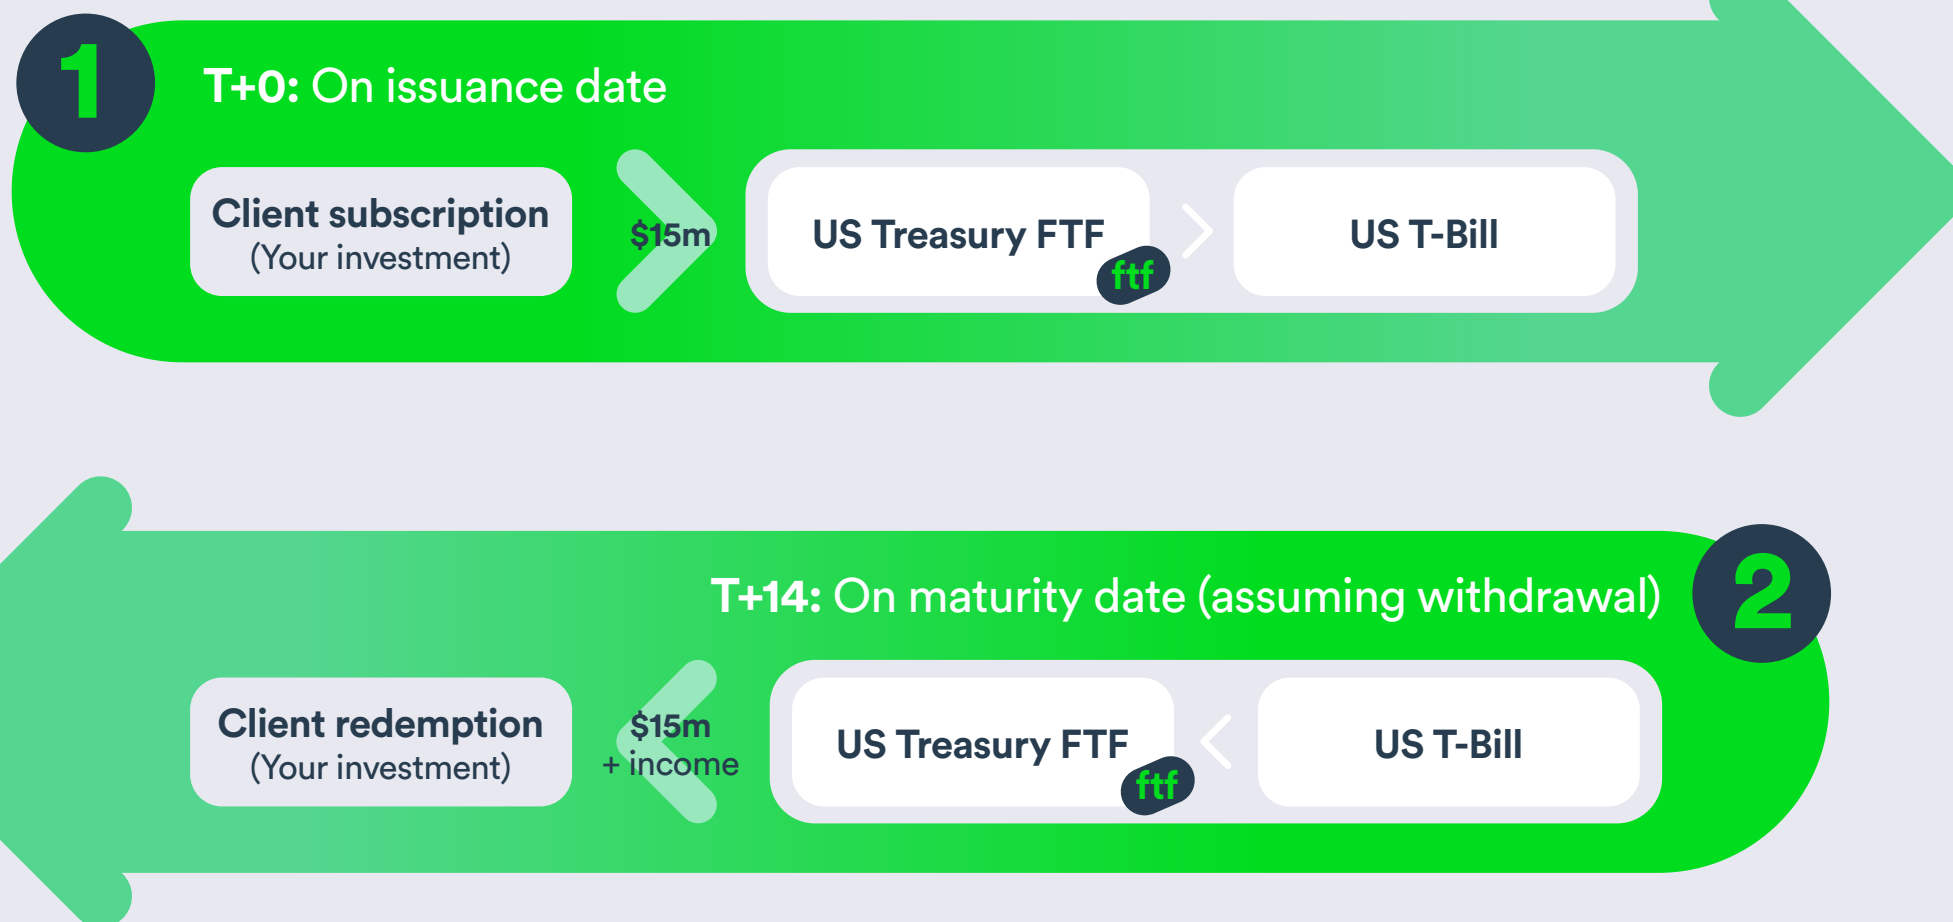 1
T+0: On issuance date
Client subscription
(Your investment)
$15m
US Treasury FTF
ftf
US T-Bill
2
T+14: On maturity date (assuming withdrawal)
Client redemption
(Your investment)
$15m
+ income
US Treasury FTF
ftf
US T-Bill